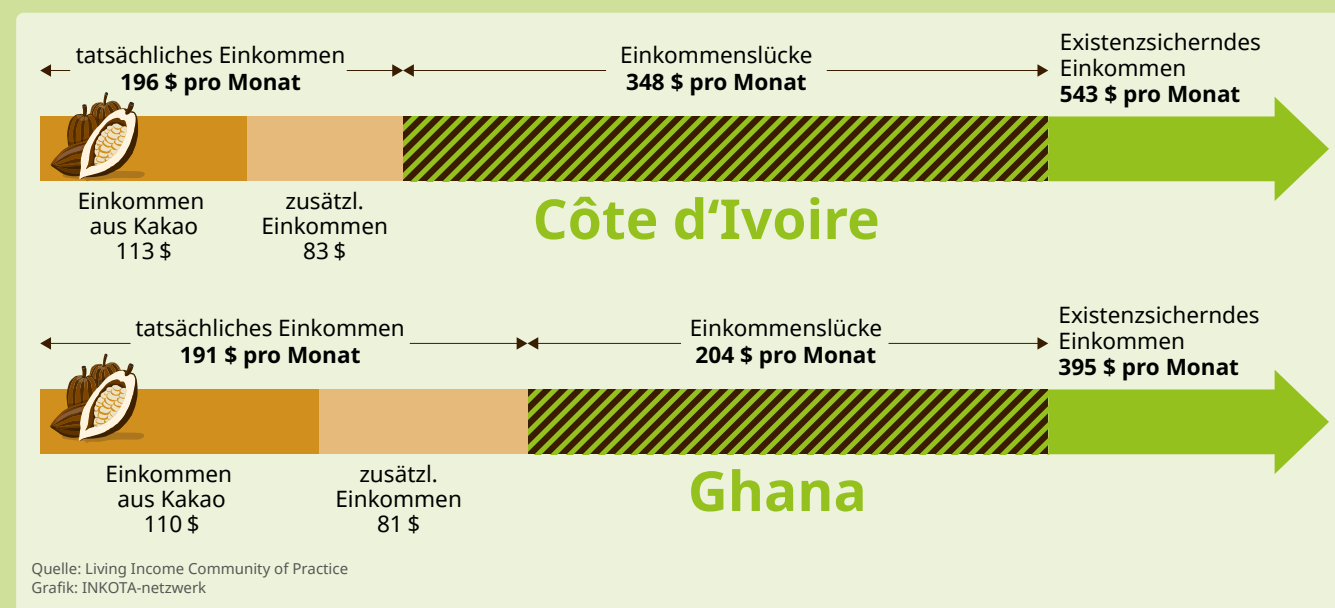 tatsächliches Einkommen
196 $ pro Monat
Einkommenslücke
348 $ pro Monat
Existenzsicherndes
Einkommen
543 $ pro Monat
Einkommen
aus Kakao
113 $
zusätzl.
Einkommen
83 $
Côte d‘Ivoire
tatsächliches Einkommen
191 $ pro Monat
Einkommenslücke
204 $ pro Monat
Existenzsicherndes
Einkommen
395 $ pro Monat
Einkommen
aus Kakao
110 $
zusätzl.
Einkommen
81 $
Ghana
Quelle: Living Income Community of Practice
Grafik: INKOTA-netzwerk